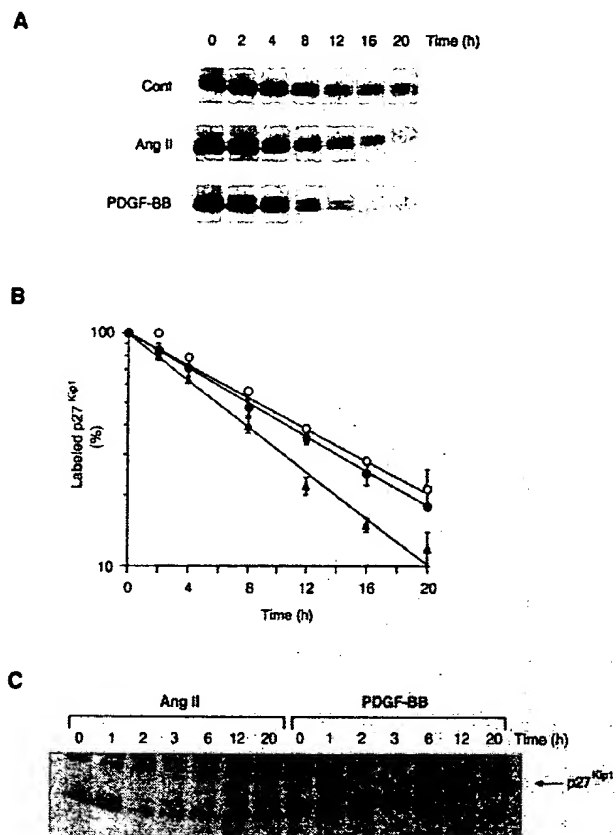 A
0 2 4 8 12 16 20 Time (h)
Cont
Ang II
PDGF-BB
B
100
10
Labeled p27 Kip1
(%)
0 4 8 12 16 20
Time (h)
C
Ang II PDGF-BB
0 1 2 3 6 12 20 0 1 2 3 6 12 20 Time (h)
p27 Kip1